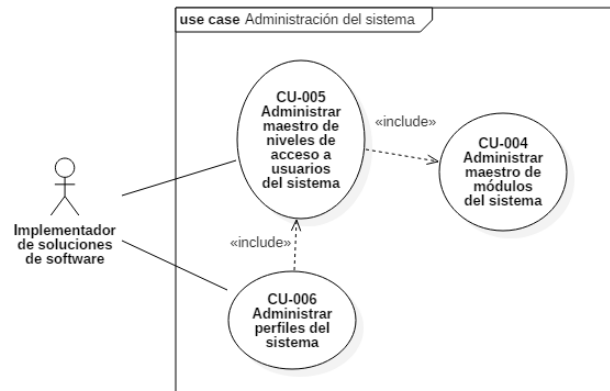 use case Administración del sistema
CU-005
Administrar
maestro de
niveles de
acceso a
usuarios
del sistema
«include»
CU-004
Administrar
maestro de
módulos
del sistema
Implementador
de soluciones
de software
«include»
CU-006
Administrar
perfiles del
sistema